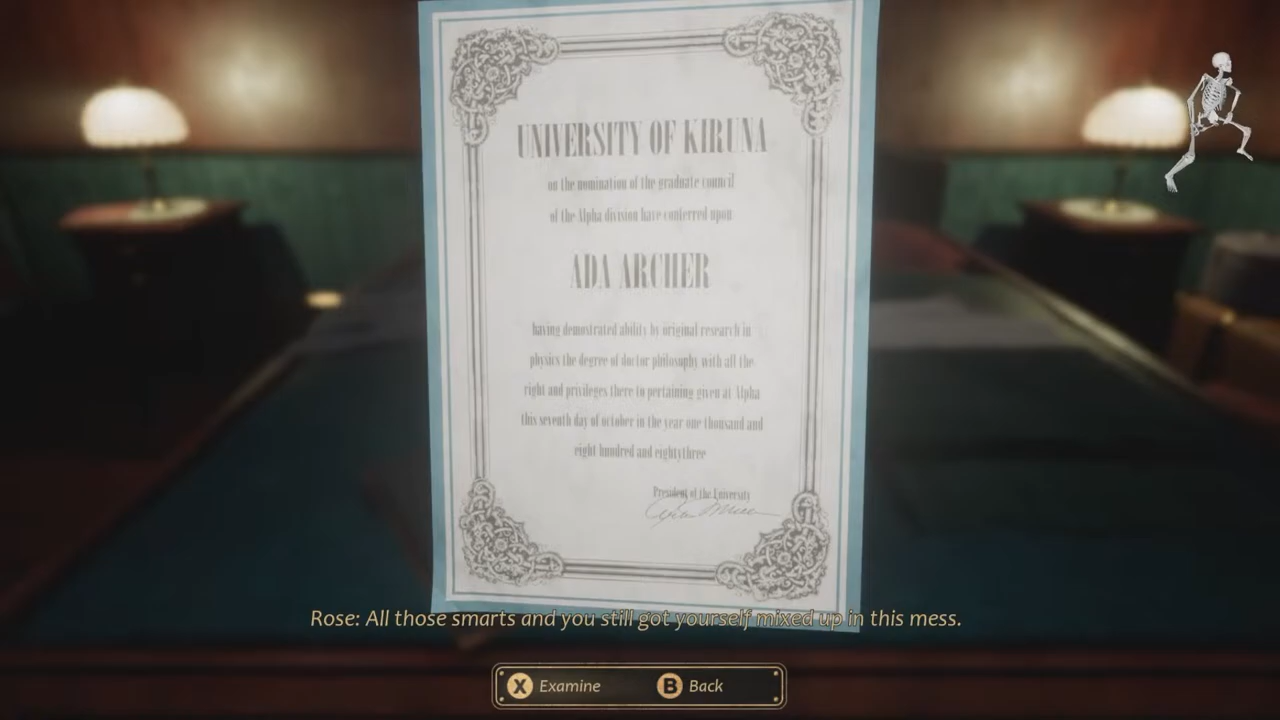 UNIVERSITY OF KIRUNA
on the nomination of the graduate council
of the Alpha division have conferred upon
ADA ARCHER
having demostrated ability by original research in
physics the degree of doctor philosophy with all the
right and privileges there to pertaining given at Alpha
this seventh day of october in the year one thousand and
eight hundred and eightythree
President of the University
Rose: All those smarts and you still got yourself mixed up in this mess.
X Examine B Back